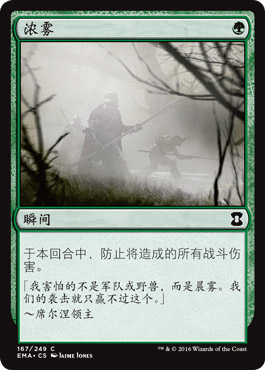 浓雾
瞬间
于本回合中，防止将造成的所有战斗伤
害。
「我害怕的不是军队或野兽，而是晨雾。我
们的袭击就只赢不过这个。」
～席尔涅领主
167/249 C
EMA • CS Jaime Jones
™ & © 2016 Wizards of the Coast